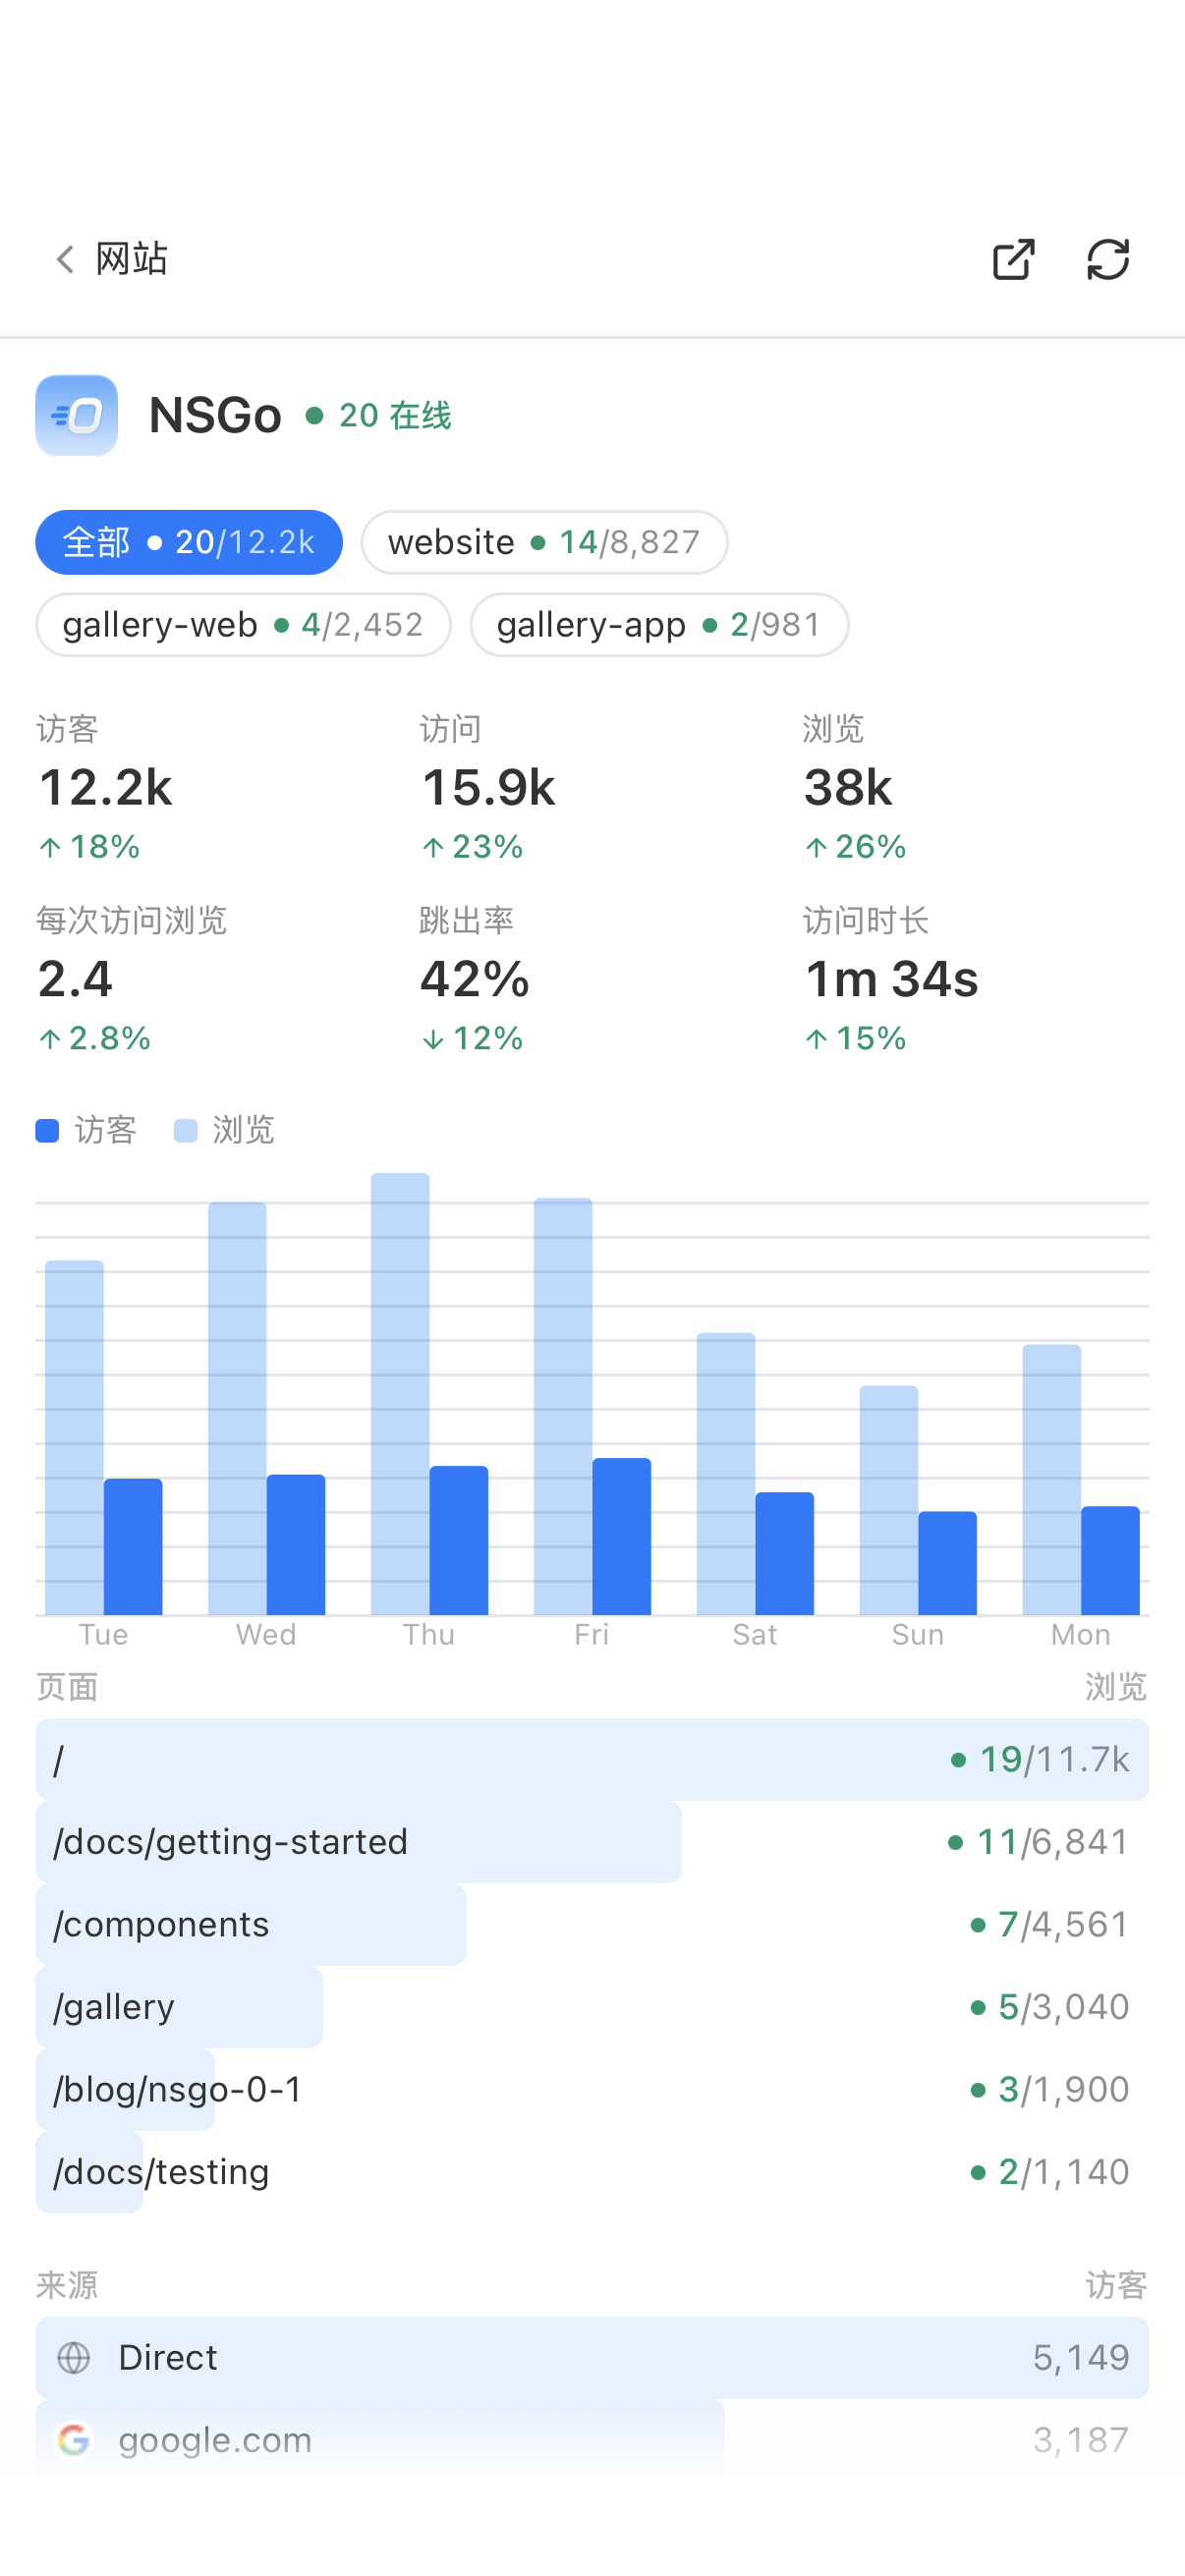 网站
NSGo 20 在线
全部 20/12.2k website 14/8,827
gallery-web 4/2,452 gallery-app 2/981
访客 访问 浏览
12.2k 15.9k 38k
↑ 18% ↑ 23% ↑ 26%
每次访问浏览 跳出率 访问时长
2.4 42% 1m 34s
↑ 2.8% ↓ 12% ↑ 15%
访客 浏览
Tue Wed Thu Fri Sat Sun Mon
页面 浏览
/ 19/11.7k
/docs/getting-started 11/6,841
/components 7/4,561
/gallery 5/3,040
/blog/nsgo-0-1 3/1,900
/docs/testing 2/1,140
来源 访客
Direct 5,149
google.com 3,187